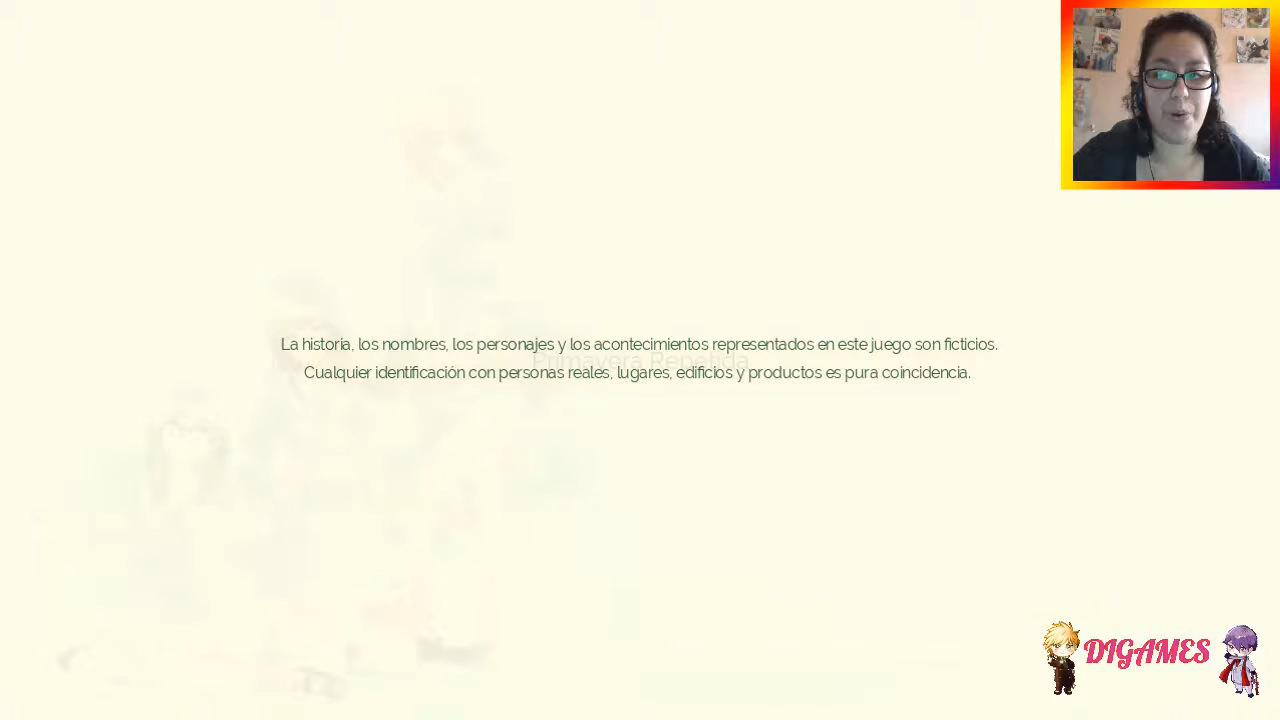 La historia, los nombres, los personajes y los acontecimientos representados en este juego son ficticios.
Primavera Repetida
Cualquier identificación con personas reales, lugares, edificios y productos es pura coincidencia.
DIGAMES